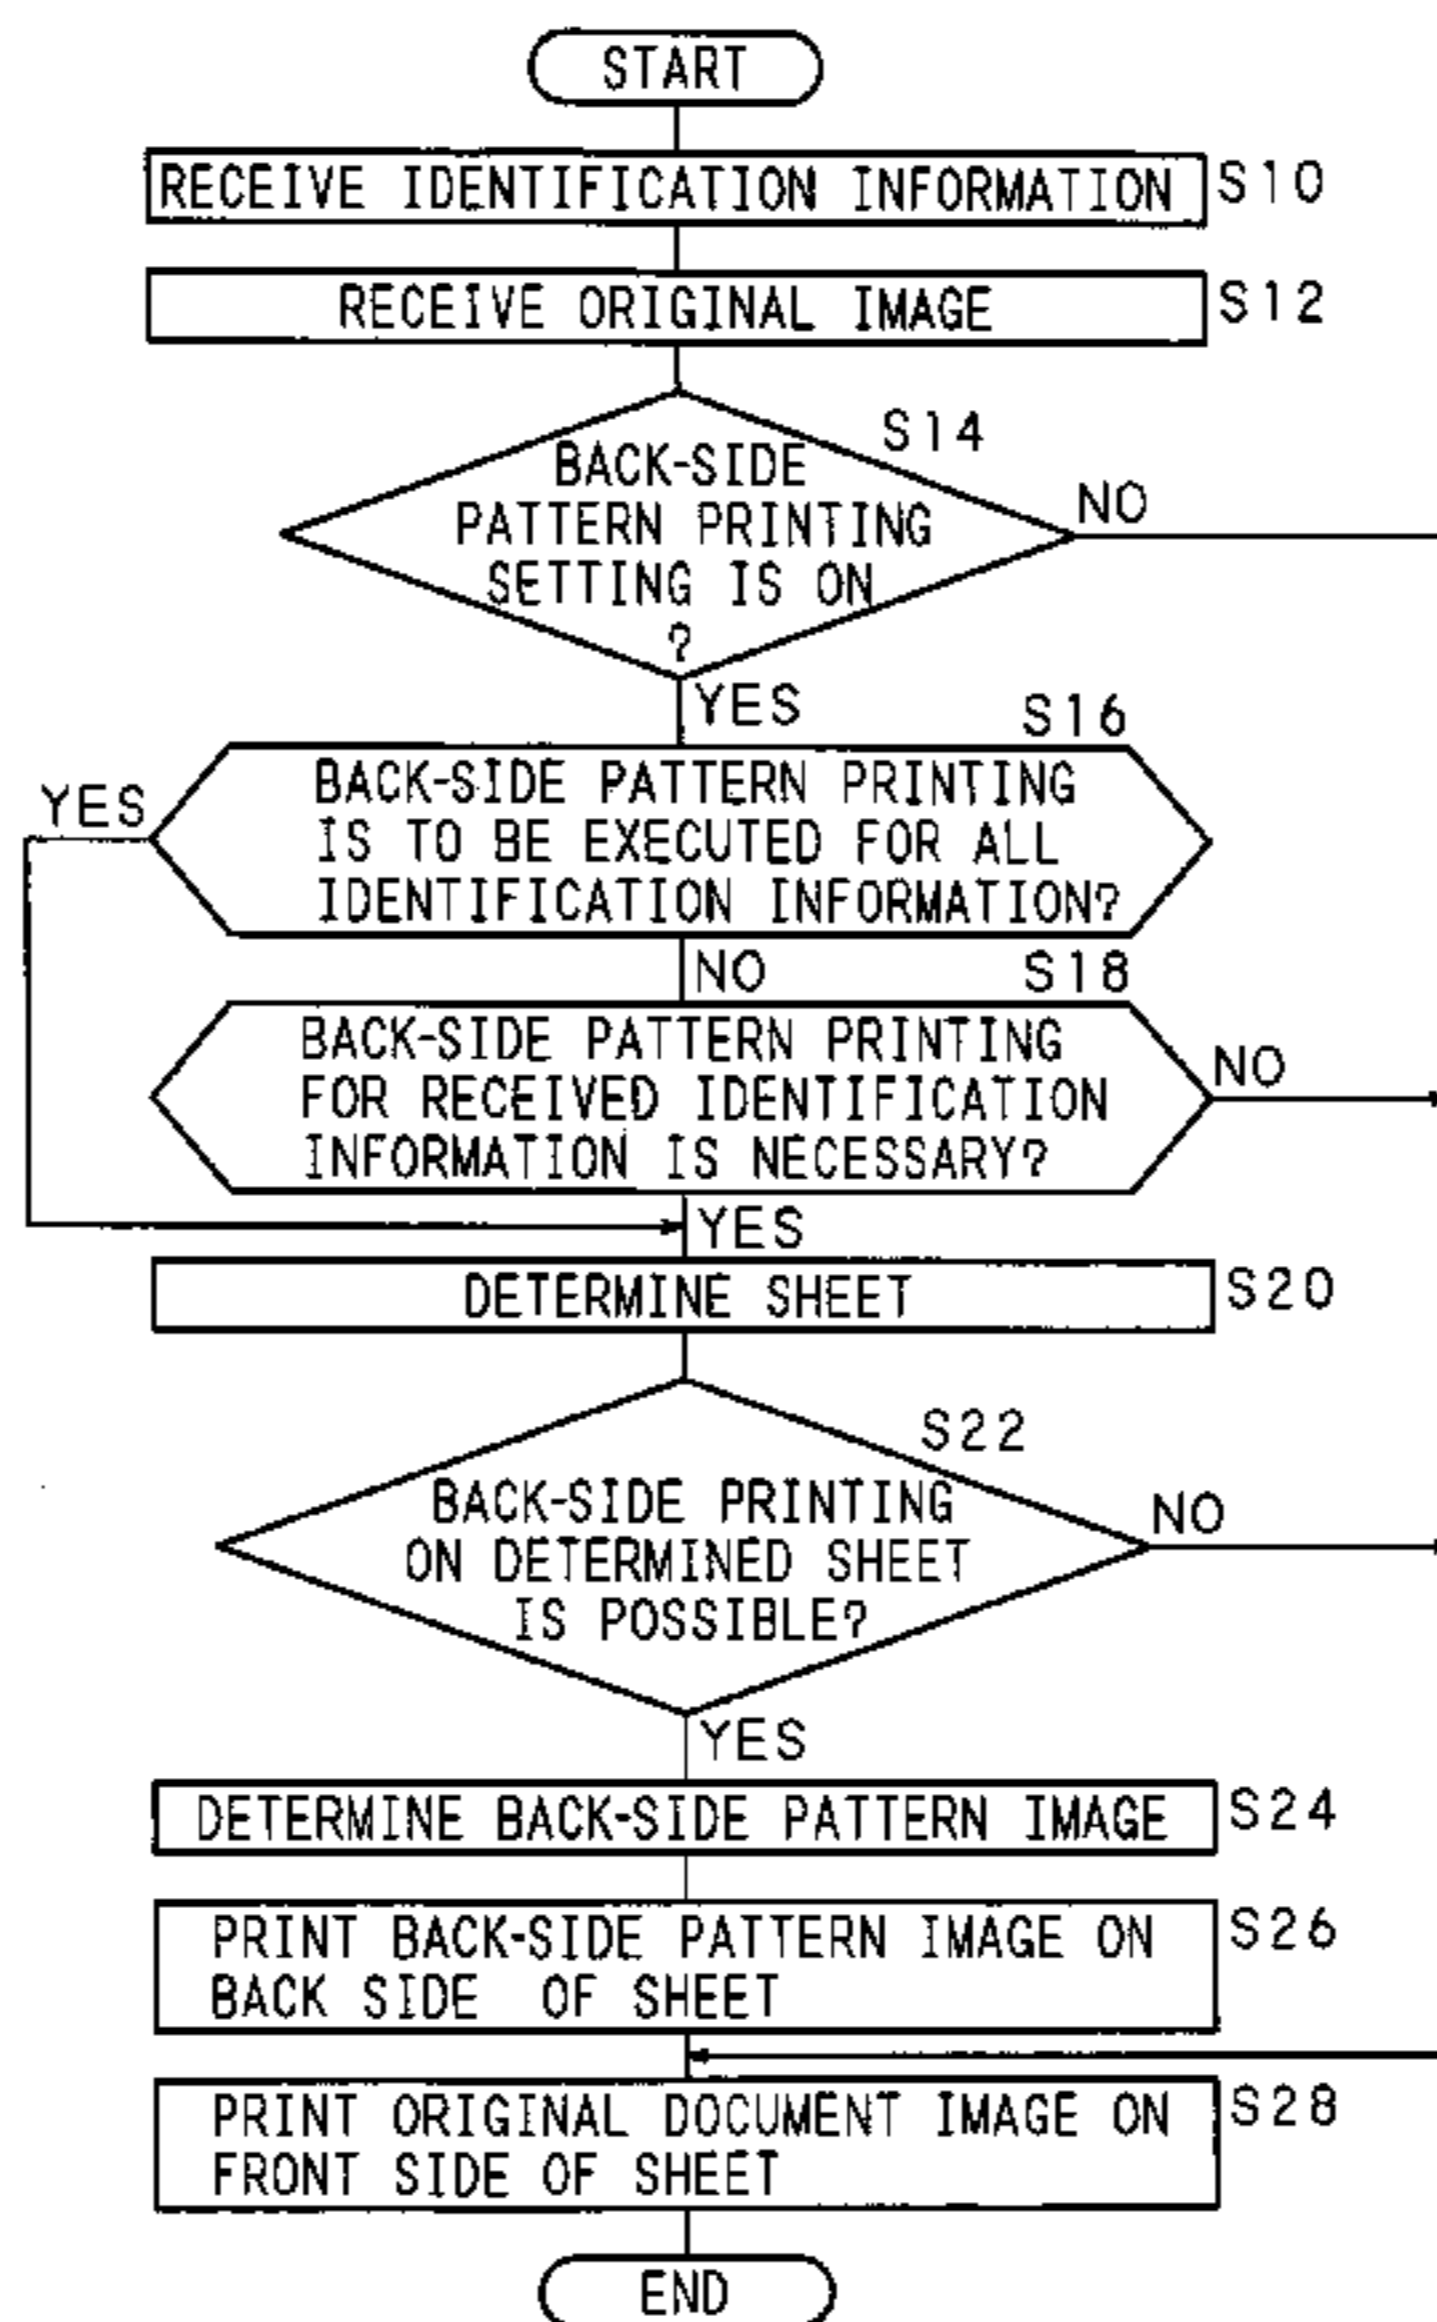 START
RECEIVE IDENTIFICATION INFORMATION S10
RECEIVE ORIGINAL IMAGE S12
S14
BACK-SIDE
PATTERN PRINTING
SETTING IS ON
?
NO
YES
S16
YES
BACK-SIDE PATTERN PRINTING
IS TO BE EXECUTED FOR ALL
IDENTIFICATION INFORMATION?
NO
S18
BACK-SIDE PATTERN PRINTING
FOR RECEIVED IDENTIFICATION
INFORMATION IS NECESSARY?
NO
YES
DETERMINE SHEET S20
S22
BACK-SIDE PRINTING
ON DETERMINED SHEET
IS POSSIBLE?
NO
YES
DETERMINE BACK-SIDE PATTERN IMAGE S24
PRINT BACK-SIDE PATTERN IMAGE ON S26
BACK SIDE OF SHEET
PRINT ORIGINAL DOCUMENT IMAGE ON S28
FRONT SIDE OF SHEET
END